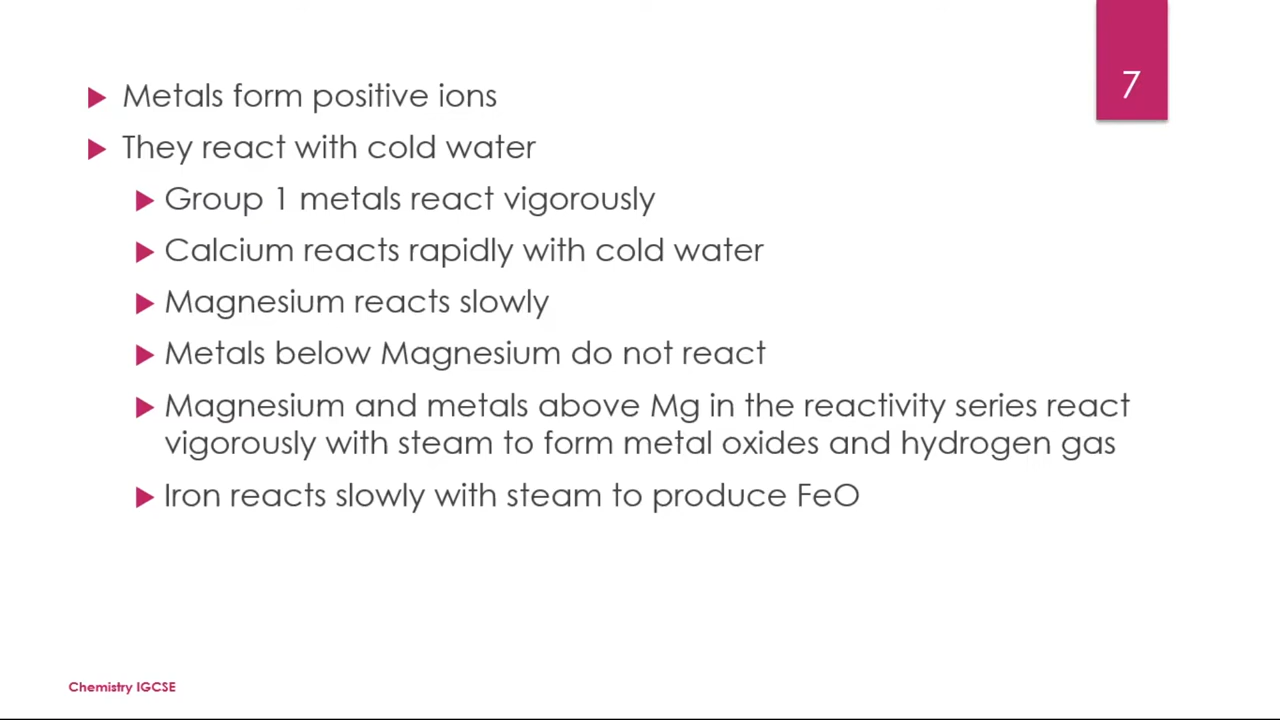 7
Metals form positive ions
They react with cold water
Group 1 metals react vigorously
Calcium reacts rapidly with cold water
Magnesium reacts slowly
Metals below Magnesium do not react
Magnesium and metals above Mg in the reactivity series react
vigorously with steam to form metal oxides and hydrogen gas
Iron reacts slowly with steam to produce FeO
Chemistry IGCSE